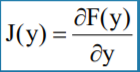 J(y) = ∂F(y)/∂y